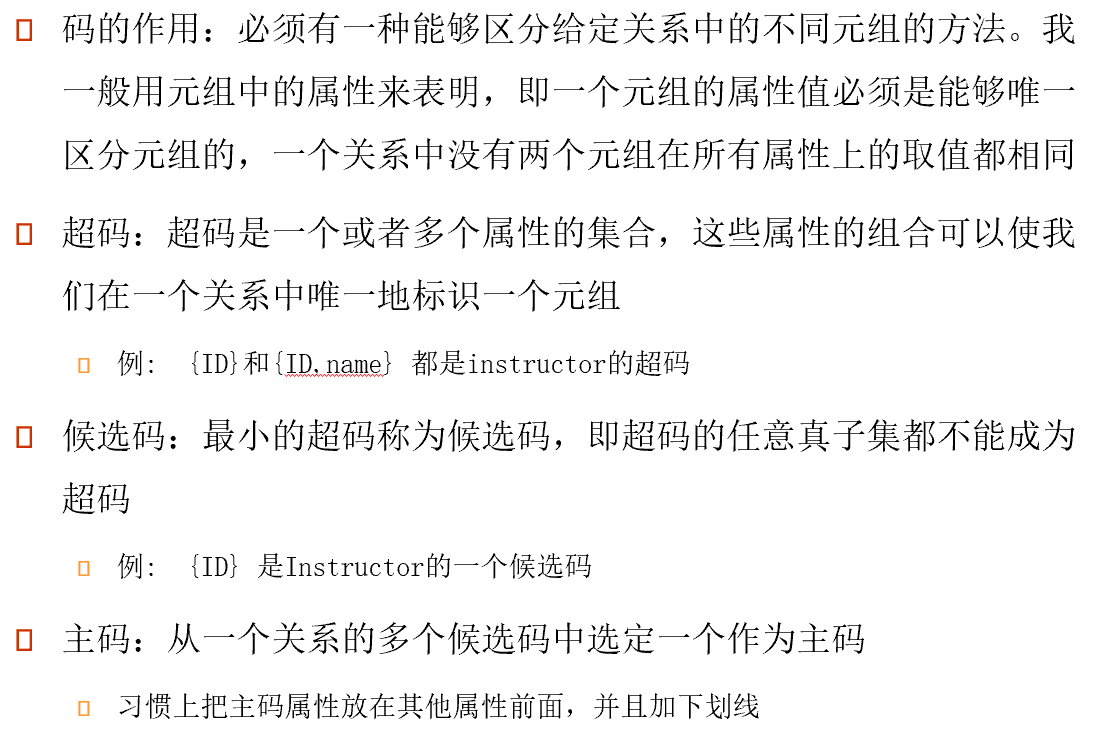 码的作用：必须有一种能够区分给定关系中的不同元组的方法。我
一般用元组中的属性来表明，即一个元组的属性值必须是能够唯一
区分元组的，一个关系中没有两个元组在所有属性上的取值都相同
超码：超码是一个或者多个属性的集合，这些属性的组合可以使我
们在一个关系中唯一地标识一个元组
例: {ID}和{ID,name} 都是instructor的超码
候选码：最小的超码称为候选码，即超码的任意真子集都不能成为
超码
例: {ID} 是Instructor的一个候选码
主码：从一个关系的多个候选码中选定一个作为主码
习惯上把主码属性放在其他属性前面，并且加下划线